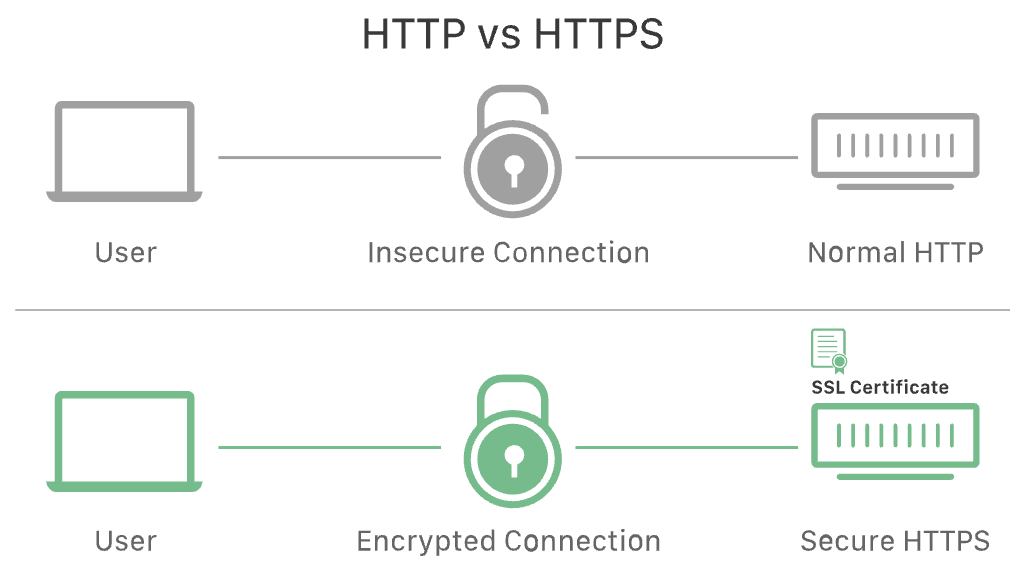 HTTP vs HTTPS
User
Insecure Connection
Normal HTTP
SSL Certificate
User
Encrypted Connection
Secure HTTPS